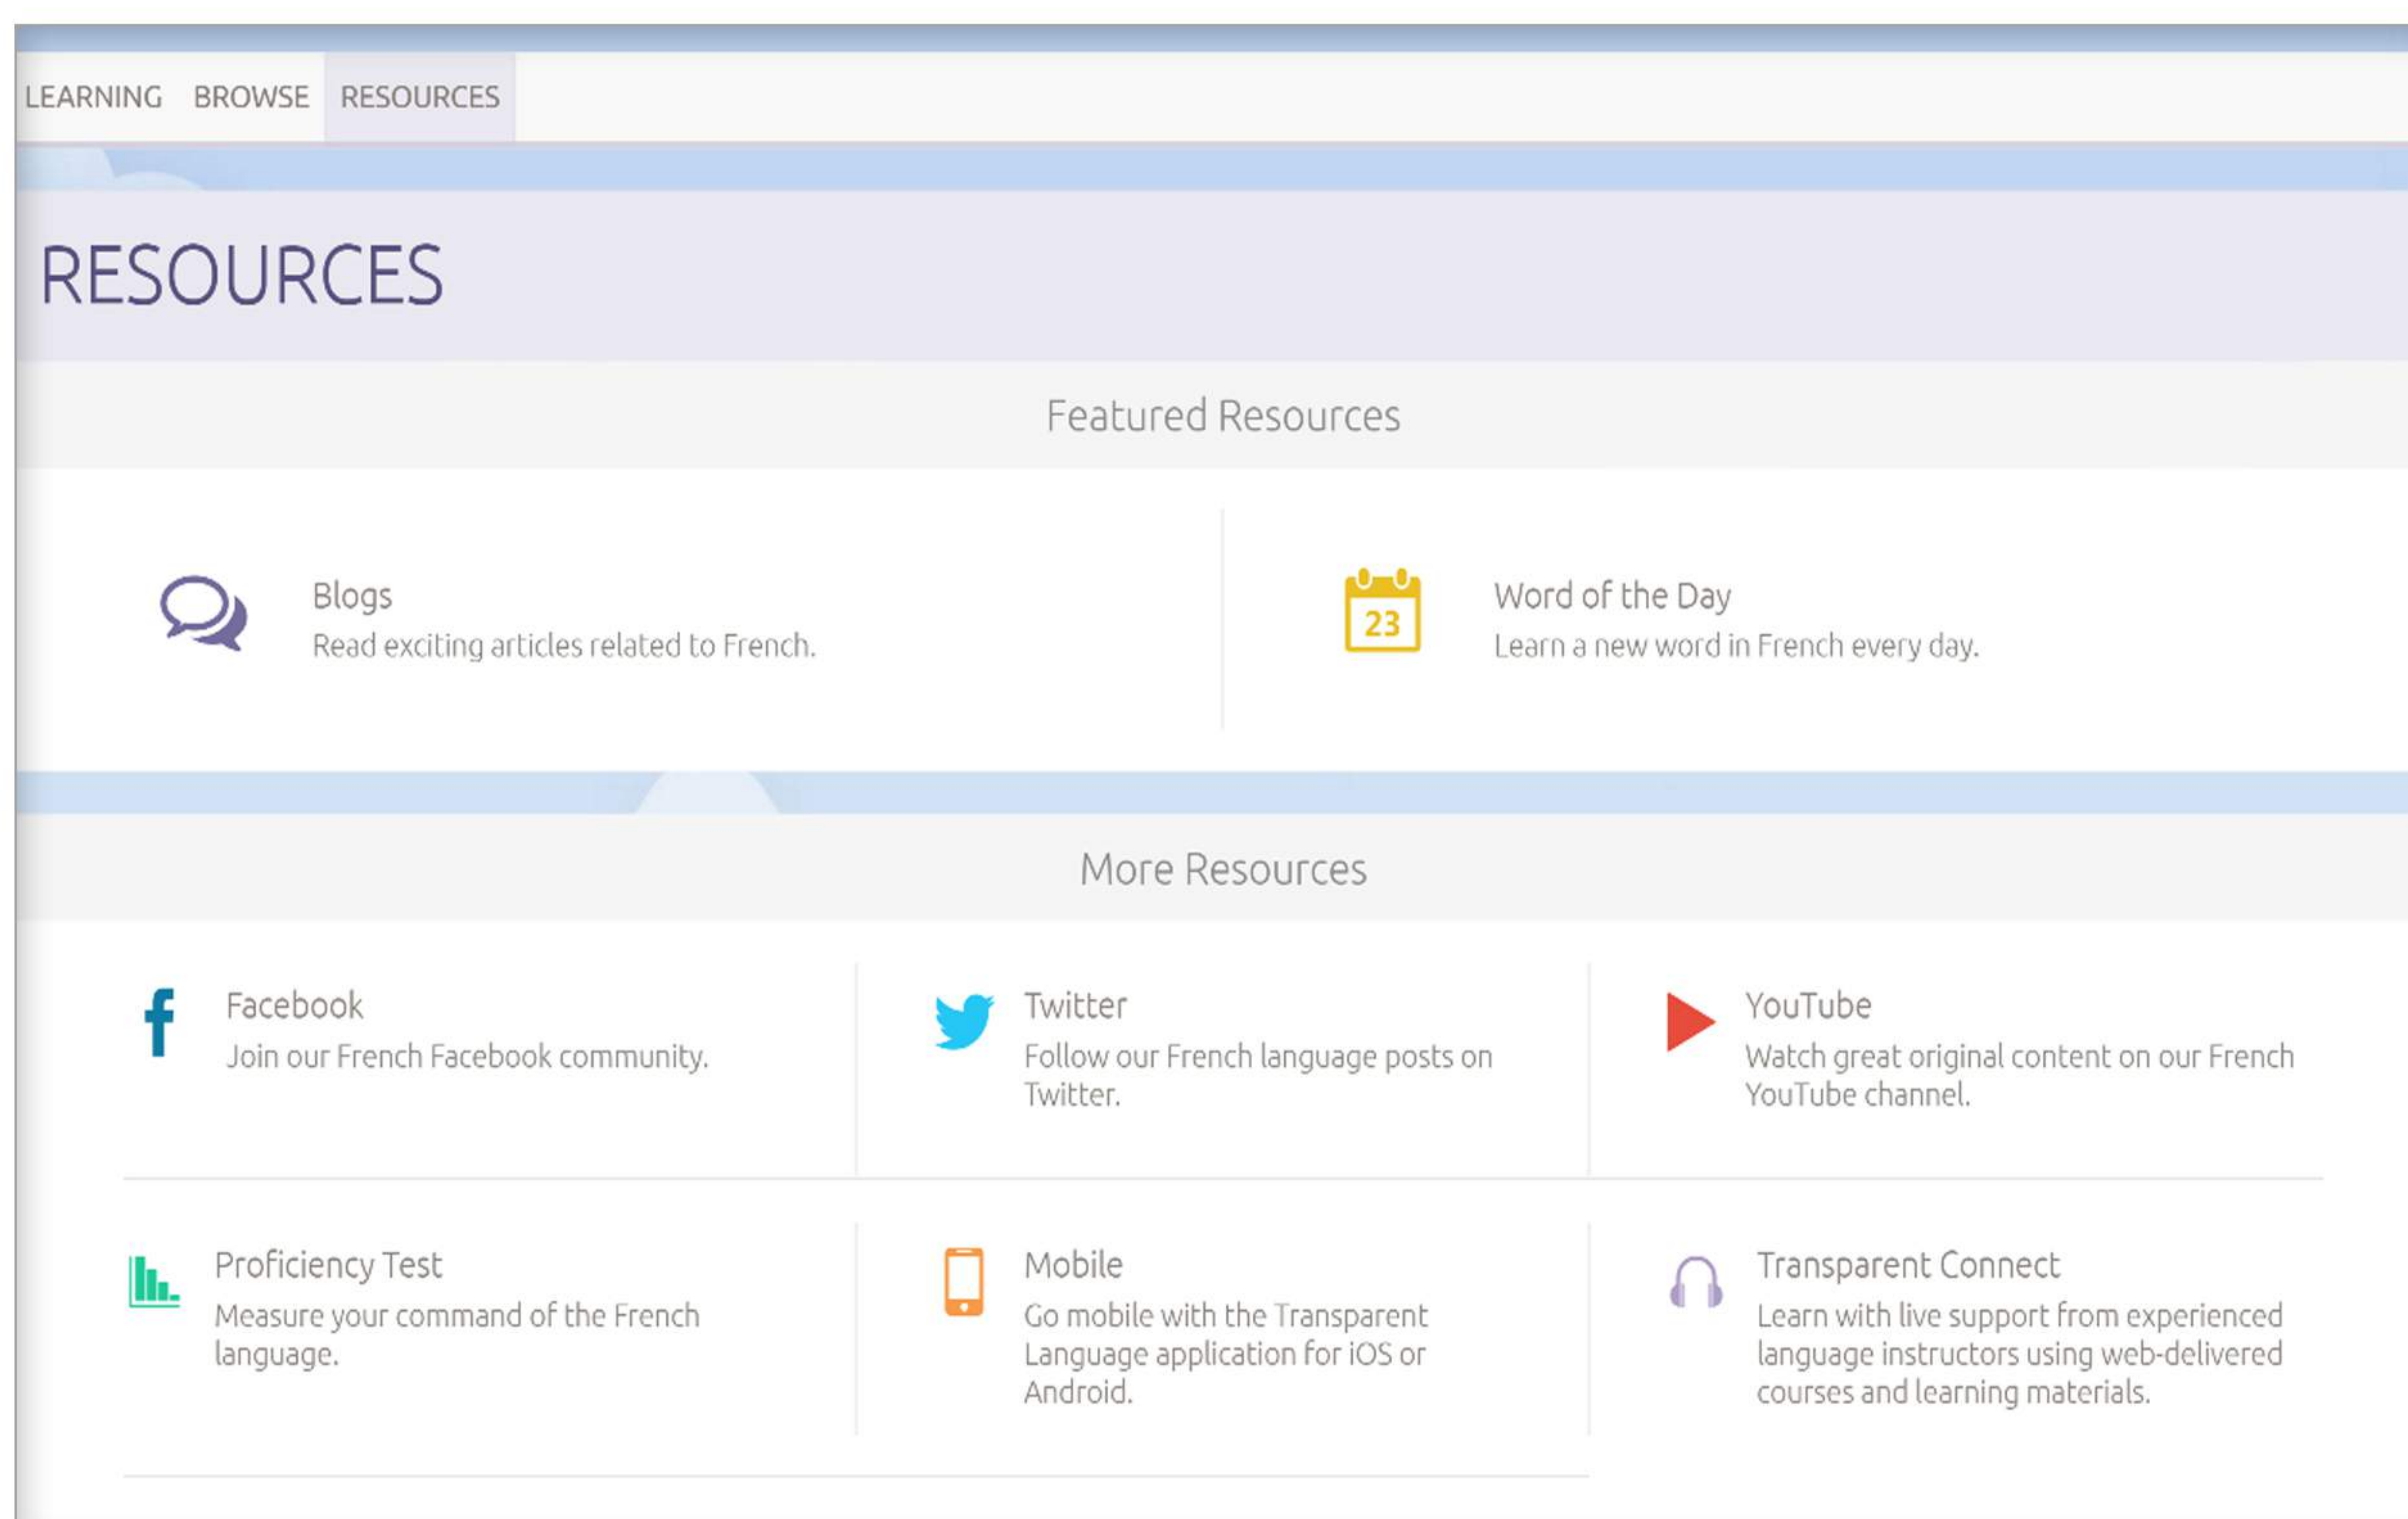 LEARNING BROWSE RESOURCES
RESOURCES
Featured Resources
Blogs
Read exciting articles related to French.
23
Word of the Day
Learn a new word in French every day.
More Resources
Facebook
Join our French Facebook community.
Twitter
Follow our French language posts on
Twitter.
YouTube
Watch great original content on our French
YouTube channel.
Proficiency Test
Measure your command of the French
language.
Mobile
Go mobile with the Transparent
Language application for iOS or
Android.
Transparent Connect
Learn with live support from experienced
language instructors using web-delivered
courses and learning materials.